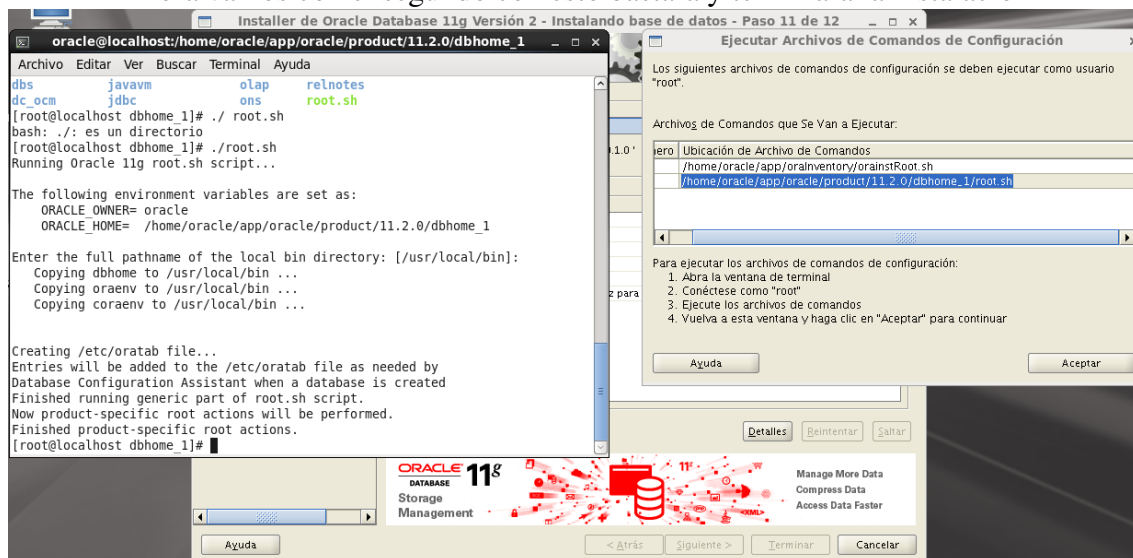 Installer de Oracle Database 11g Versión 2 - Instalando base de datos - Paso 11 de 12
oracle@localhost:/home/oracle/app/oracle/product/11.2.0/dbhome_1
Archivo Editar Ver Buscar Terminal Ayuda
dbs javavm olap relnotes
dc_ocm jdbc ons root.sh
[root@localhost dbhome_1]# ./ root.sh
bash: ./: es un directorio
[root@localhost dbhome_1]# ./root.sh
Running Oracle 11g root.sh script...
The following environment variables are set as:
ORACLE_OWNER= oracle
ORACLE_HOME= /home/oracle/app/oracle/product/11.2.0/dbhome_1
Enter the full pathname of the local bin directory: [/usr/local/bin]:
Copying dbhome to /usr/local/bin ...
Copying oraenv to /usr/local/bin ...
Copying coraenv to /usr/local/bin ...
Creating /etc/oratab file...
Entries will be added to the /etc/oratab file as needed by
Database Configuration Assistant when a database is created
Finished running generic part of root.sh script.
Now product-specific root actions will be performed.
Finished product-specific root actions.
[root@localhost dbhome_1]#
Ejecutar Archivos de Comandos de Configuración
Los siguientes archivos de comandos de configuración se deben ejecutar como usuario
"root".
Archivos de Comandos que Se Van a Ejecutar:
Ubicación de Archivo de Comandos
/home/oracle/app/oraInventory/orainstRoot.sh
/home/oracle/app/oracle/product/11.2.0/dbhome_1/root.sh
Para ejecutar los archivos de comandos de configuración:
1. Abra la ventana de terminal
2. Conéctese como "root"
3. Ejecute los archivos de comandos
4. Vuelva a esta ventana y haga clic en "Aceptar" para continuar
Ayuda Aceptar
para
Detalles Reintentar Saltar
ORACLE 11g
DATABASE
Storage
Management
11g
XML
Manage More Data
Compress Data
Access Data Faster
Ayuda < Atrás Siguiente > Terminar Cancelar